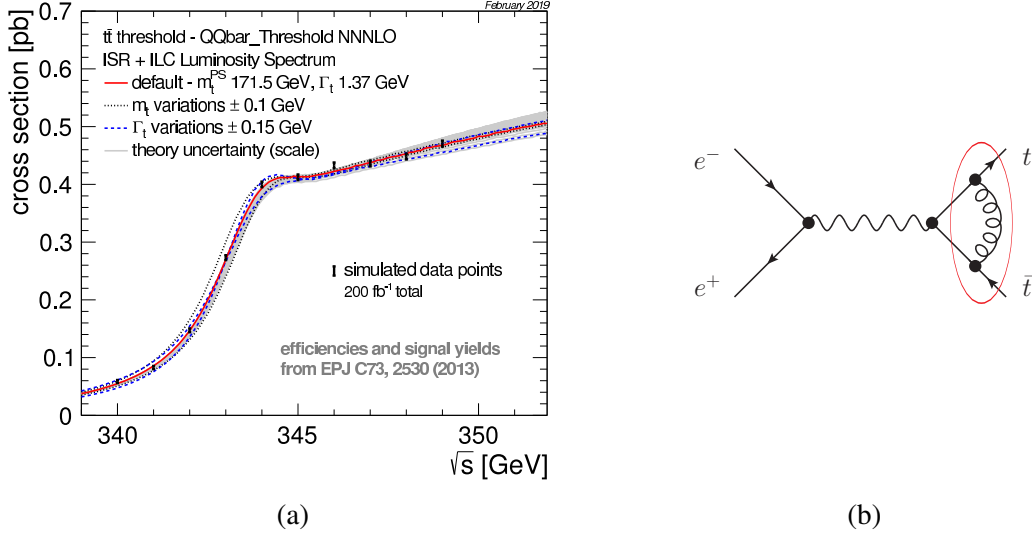 February 2019
cross section [pb]
0.7
0.6
0.5
0.4
0.3
0.2
0.1
0
tt̄ threshold - QQbar_Threshold NNNLO
ISR + ILC Luminosity Spectrum
default - m_t^PS 171.5 GeV, Γ_t 1.37 GeV
m_t variations ± 0.1 GeV
Γ_t variations ± 0.15 GeV
theory uncertainty (scale)
simulated data points
200 fb⁻¹ total
efficiencies and signal yields
from EPJ C73, 2530 (2013)
340 345 350
√s [GeV]
(a)
e⁻
e⁺
t
t̄
(b)